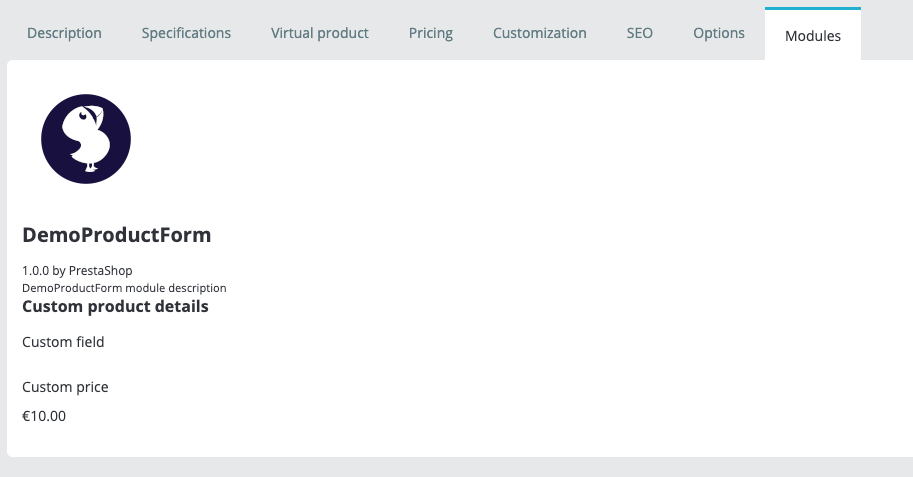 Description Specifications Virtual product Pricing Customization SEO Options Modules
DemoProductForm
1.0.0 by PrestaShop
DemoProductForm module description
Custom product details
Custom field
Custom price
€10.00